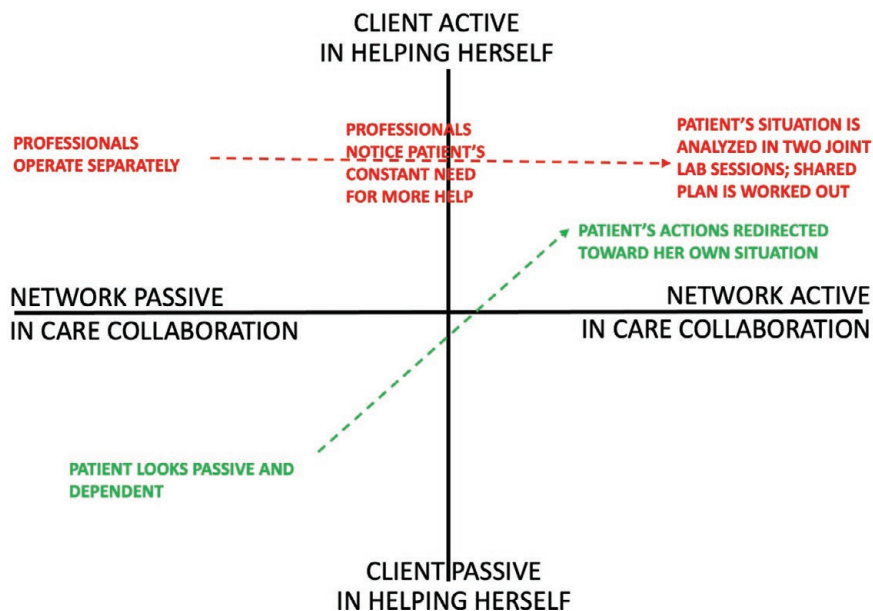 CLIENT ACTIVE
IN HELPING HERSELF
PROFESSIONALS
OPERATE SEPARATELY
PROFESSIONALS
NOTICE PATIENT’S
CONSTANT NEED
FOR MORE HELP
PATIENT’S SITUATION IS
ANALYZED IN TWO JOINT
LAB SESSIONS; SHARED
PLAN IS WORKED OUT
PATIENT’S ACTIONS REDIRECTED
TOWARD HER OWN SITUATION
NETWORK PASSIVE
IN CARE COLLABORATION
NETWORK ACTIVE
IN CARE COLLABORATION
PATIENT LOOKS PASSIVE AND
DEPENDENT
CLIENT PASSIVE
IN HELPING HERSELF